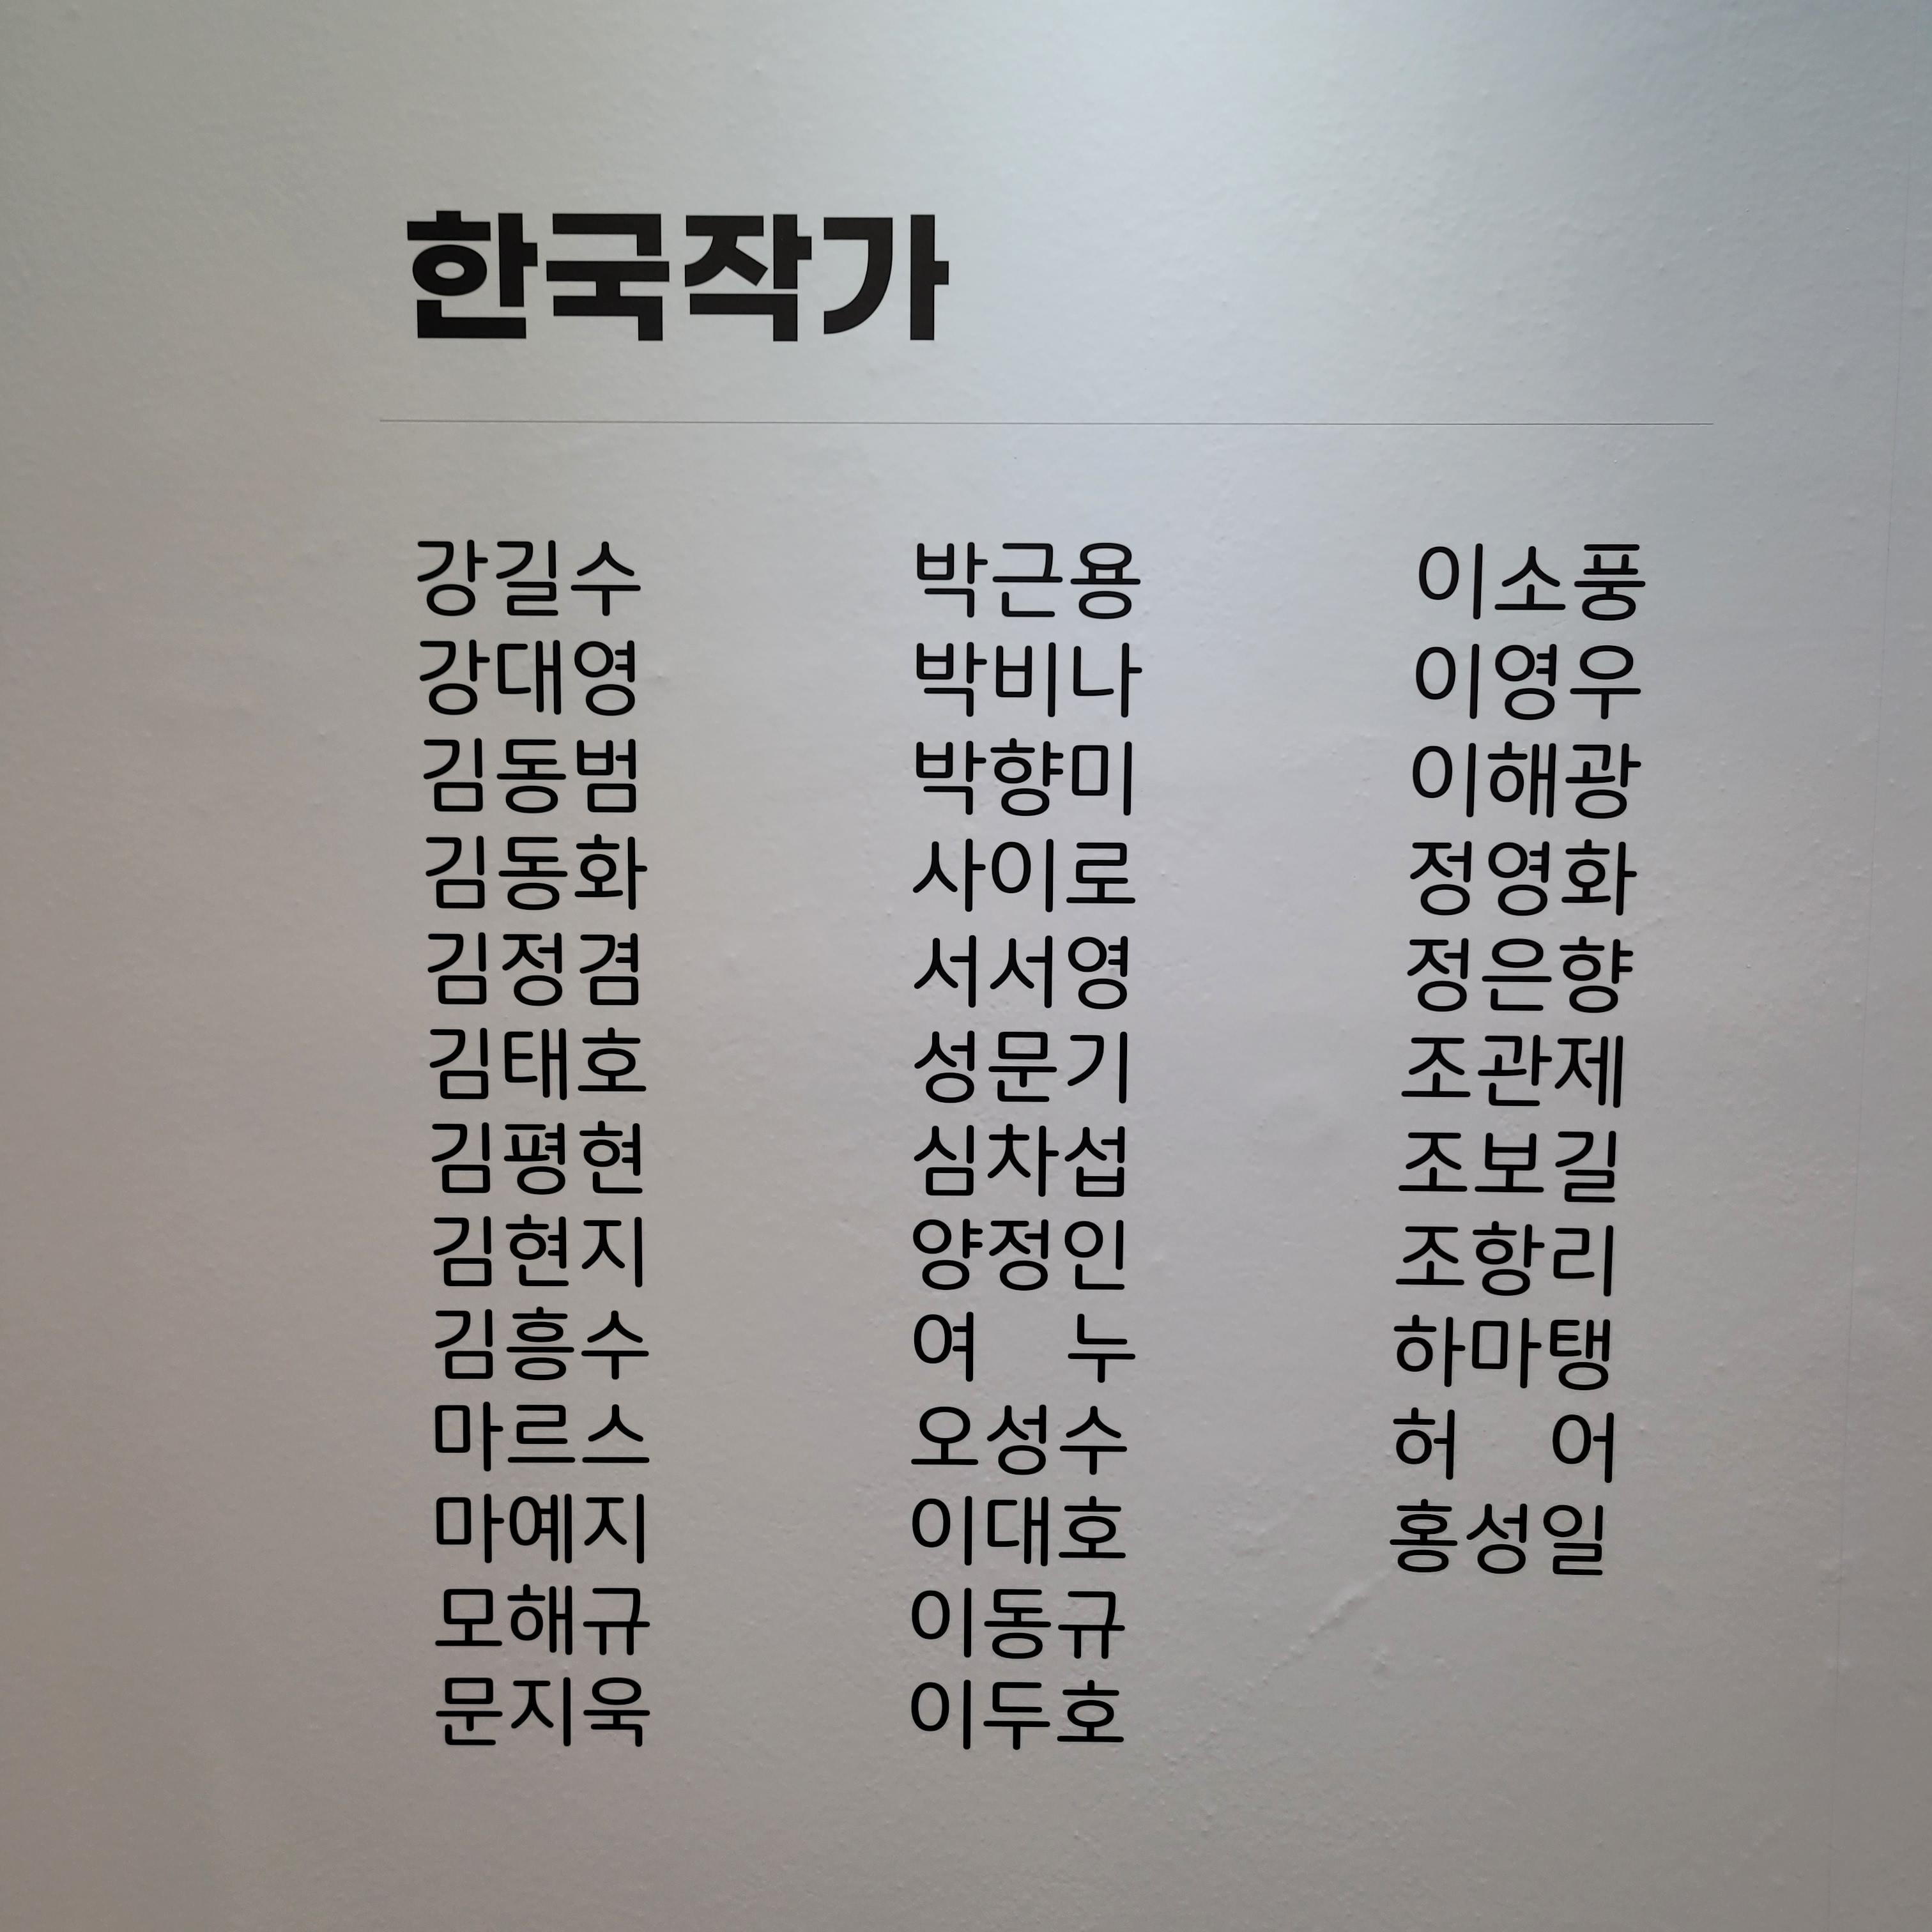 한국작가
강길수
강대영
김동범
김동화
김정겸
김태호
김평현
김현지
김흥수
마르스
마예지
모해규
문지욱
박근용
박비나
박향미
사이로
서서영
성문기
심차섭
양정인
여 누
오성수
이대호
이동규
이두호
이소풍
이영우
이해광
정영화
정은향
조관제
조보길
조항리
하마탱
허 어
홍성일